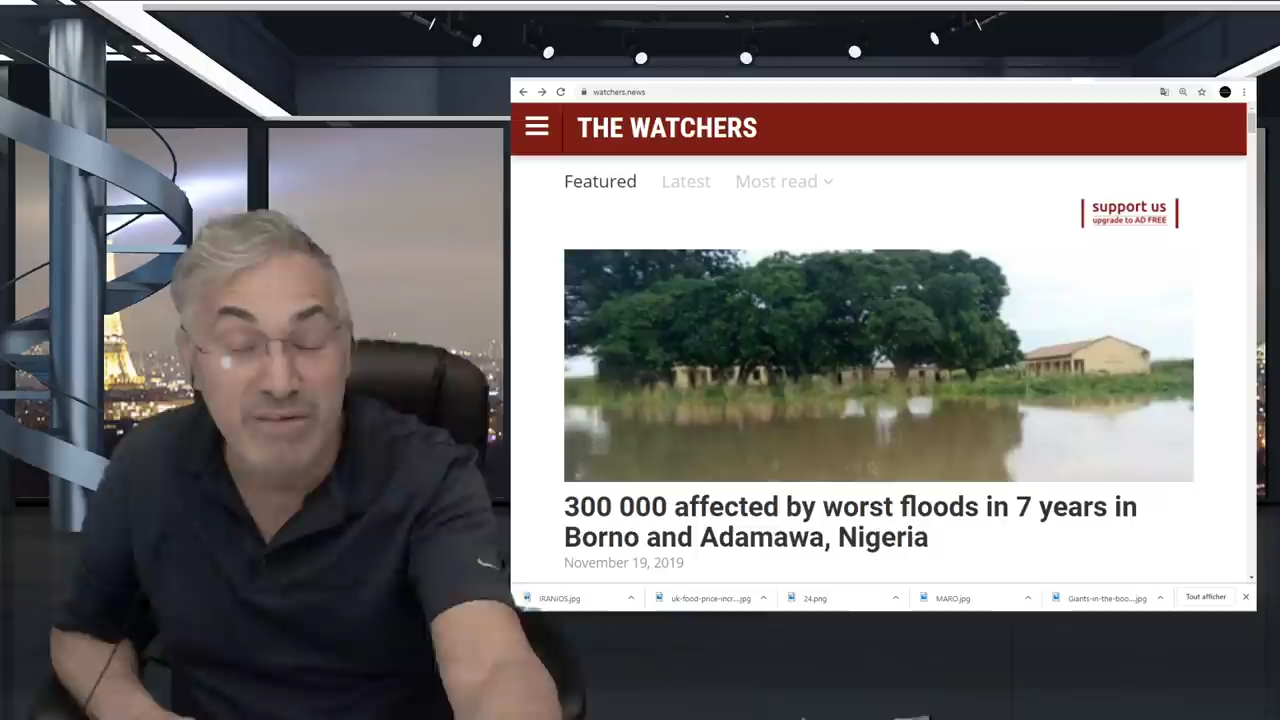 watchers.news
THE WATCHERS
Featured Latest Most read
support us
upgrade to AD FREE
300 000 affected by worst floods in 7 years in
Borno and Adamawa, Nigeria
November 19, 2019
IRANIOS.jpg uk-food-price-incr....jpg 24.png MARO.jpg Giants-in-the-boo....jpg Tout afficher